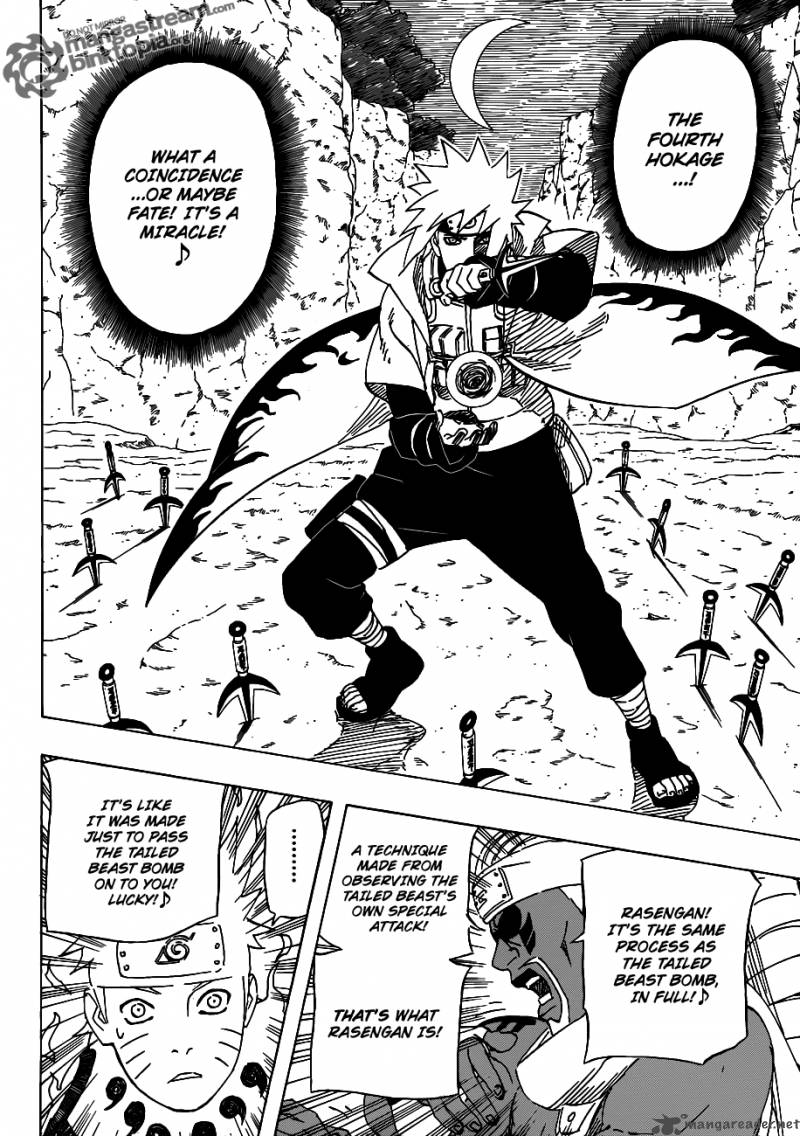 DO NOT MIRROR
mangastream.com
binktopia.
THE
FOURTH
HOKAGE
...!
WHAT A
COINCIDENCE
...OR MAYBE
FATE! IT'S A
MIRACLE!
♪
RASENGAN!
IT'S THE SAME
PROCESS AS
THE TAILED
BEAST BOMB,
IN FULL!♪
A TECHNIQUE
MADE FROM
OBSERVING THE
TAILED BEAST'S
OWN SPECIAL
ATTACK!
THAT'S WHAT
RASENGAN IS!
.........
IT'S LIKE
IT WAS MADE
JUST TO PASS
THE TAILED
BEAST BOMB
ON TO YOU!
LUCKY!♪
mangareader.net